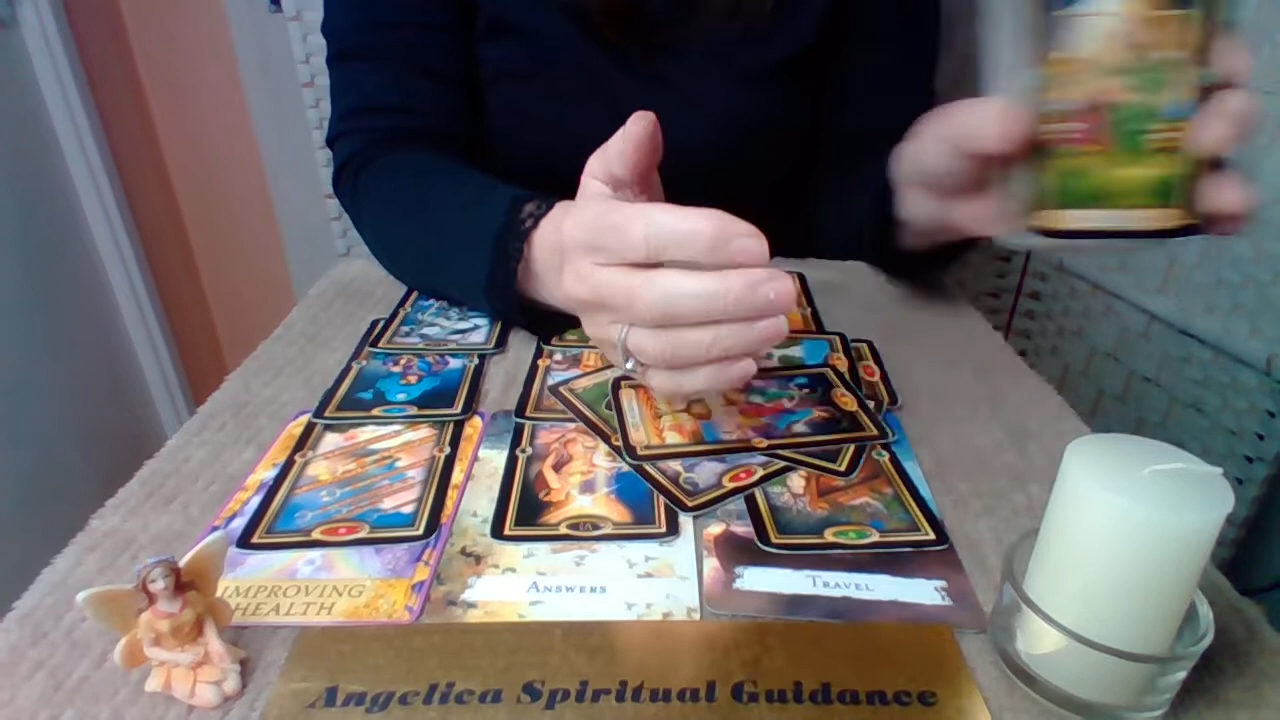 IMPROVING
HEALTH
ANSWERS
TRAVEL
Angelica Spiritual Guidance